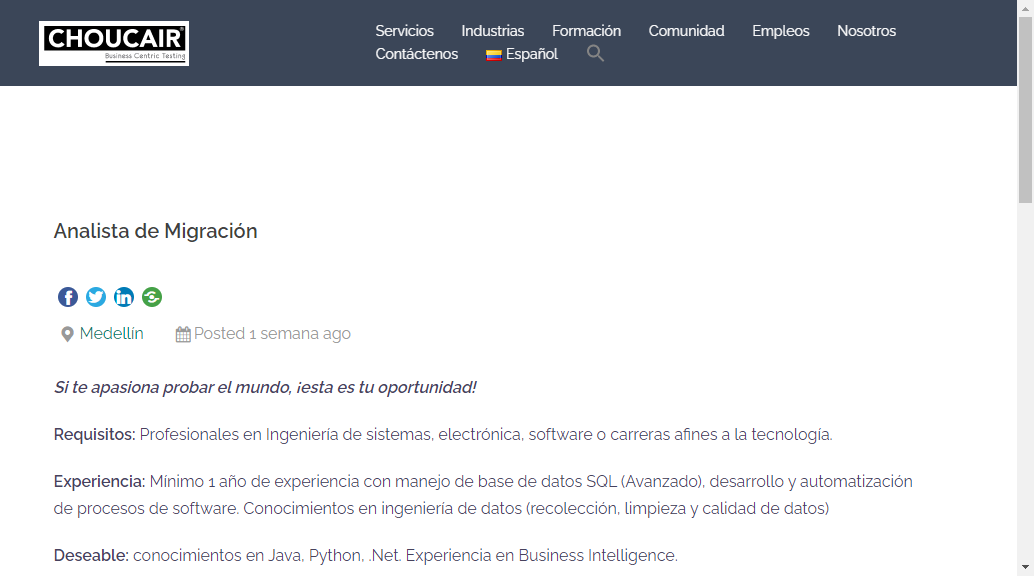 CHOUCAIR
Business Centric Testing
Servicios Industrias Formación Comunidad Empleos Nosotros
Contáctenos Español
Analista de Migración
Medellín Posted 1 semana ago
Si te apasiona probar el mundo, ¡esta es tu oportunidad!
Requisitos: Profesionales en Ingeniería de sistemas, electrónica, software o carreras afines a la tecnología.
Experiencia: Mínimo 1 año de experiencia con manejo de base de datos SQL (Avanzado), desarrollo y automatización
de procesos de software. Conocimientos en ingeniería de datos (recolección, limpieza y calidad de datos)
Deseable: conocimientos en Java, Python, .Net. Experiencia en Business Intelligence.